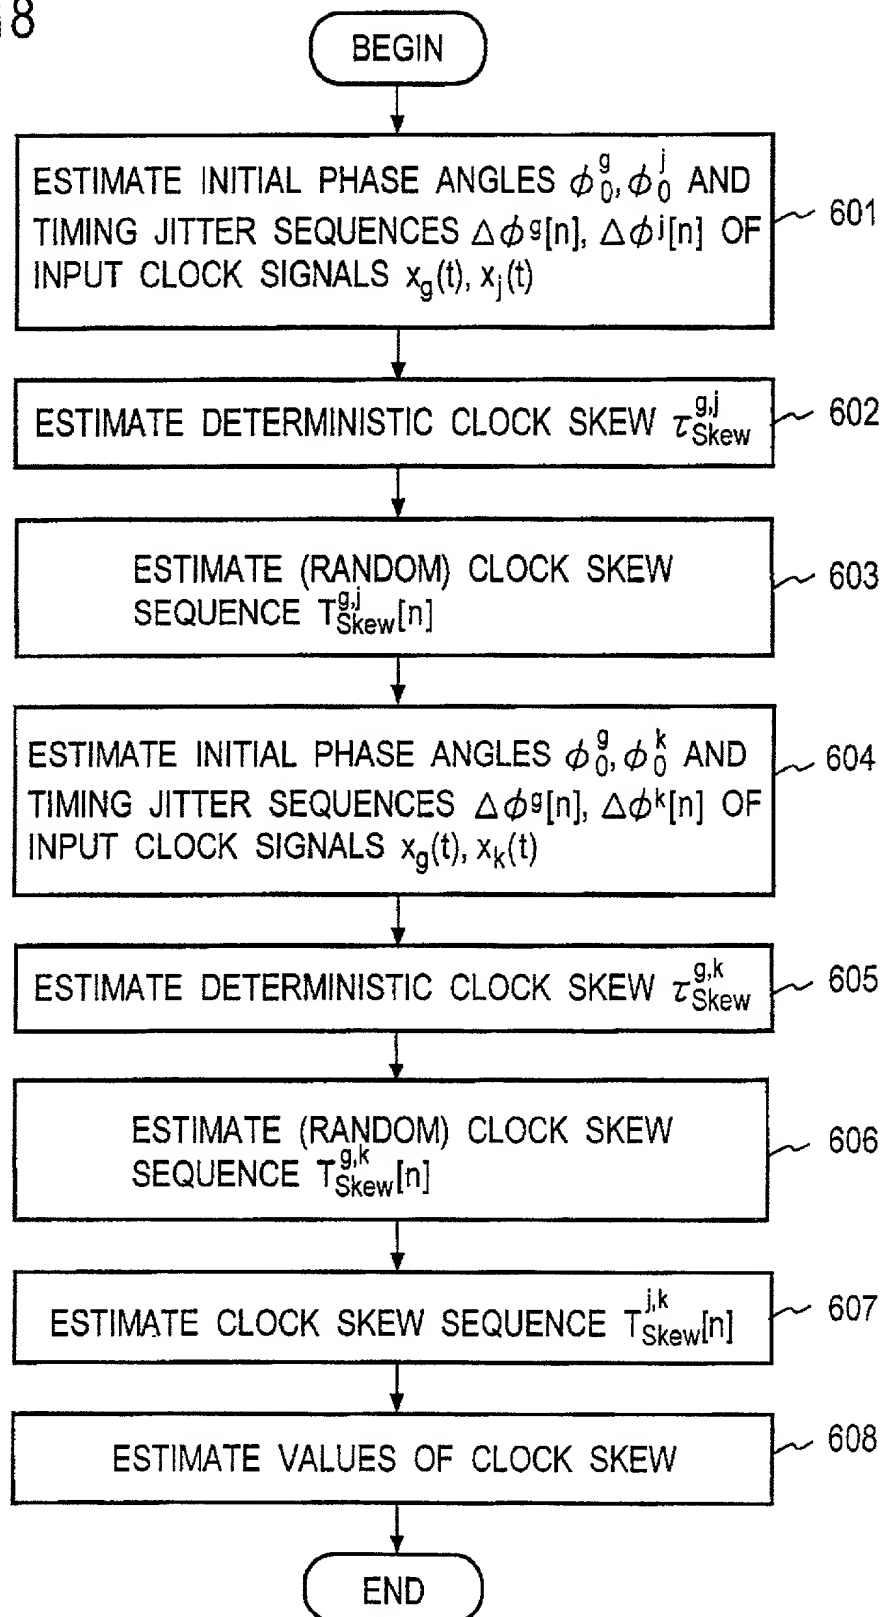 8
BEGIN
ESTIMATE INITIAL PHASE ANGLES ϕ₀ᵍ, ϕ₀ʲ AND
TIMING JITTER SEQUENCES Δϕᵍ[n], Δϕʲ[n] OF
INPUT CLOCK SIGNALS x_g(t), x_j(t)
601
ESTIMATE DETERMINISTIC CLOCK SKEW τ_Skew^g,j
602
ESTIMATE (RANDOM) CLOCK SKEW
SEQUENCE T_Skew^g,j[n]
603
ESTIMATE INITIAL PHASE ANGLES ϕ₀ᵍ, ϕ₀ᵏ AND
TIMING JITTER SEQUENCES Δϕᵍ[n], Δϕᵏ[n] OF
INPUT CLOCK SIGNALS x_g(t), x_k(t)
604
ESTIMATE DETERMINISTIC CLOCK SKEW τ_Skew^g,k
605
ESTIMATE (RANDOM) CLOCK SKEW
SEQUENCE T_Skew^g,k[n]
606
ESTIMATE CLOCK SKEW SEQUENCE T_Skew^j,k[n]
607
ESTIMATE VALUES OF CLOCK SKEW
608
END